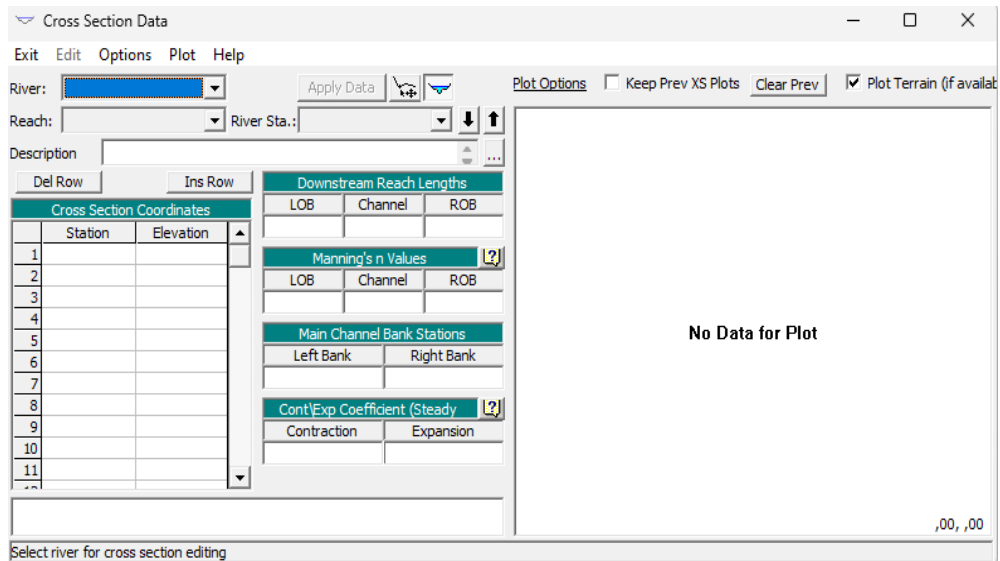 Cross Section Data
Exit Edit Options Plot Help
River:
Apply Data
Plot Options Keep Prev XS Plots Clear Prev Plot Terrain (if availab
Reach:
River Sta.:
Description
...
Del Row Ins Row
Downstream Reach Lengths
LOB Channel ROB
Cross Section Coordinates
Station Elevation
Manning's n Values
LOB Channel ROB
Main Channel Bank Stations
Left Bank Right Bank
Cont\Exp Coefficient (Steady
Contraction Expansion
1
2
3
4
5
6
7
8
9
10
11
No Data for Plot
,00, ,00
Select river for cross section editing